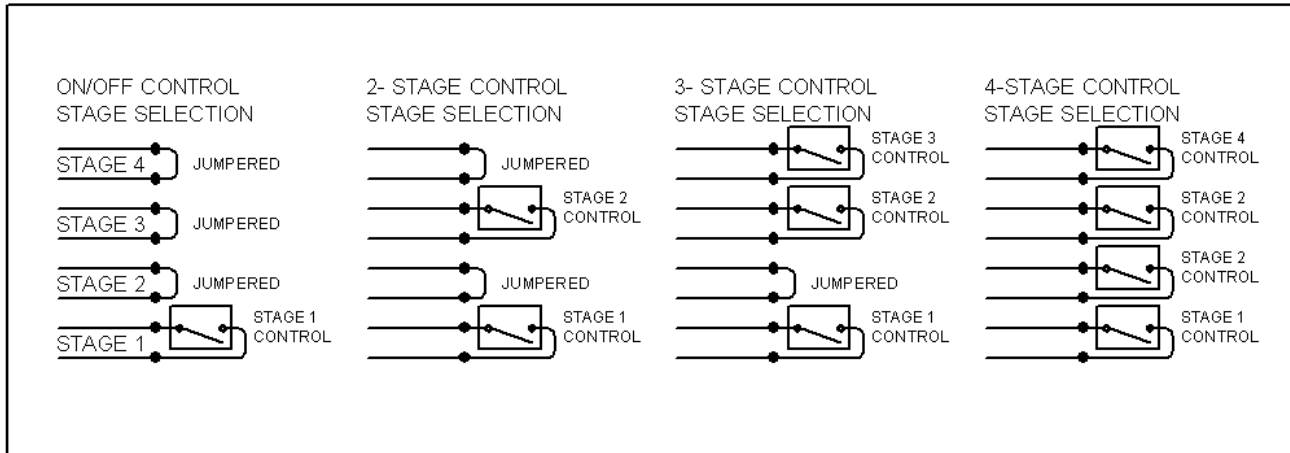 ON/OFF CONTROL
STAGE SELECTION
STAGE 4
JUMPERED
STAGE 3
JUMPERED
STAGE 2
JUMPERED
STAGE 1
STAGE 1
CONTROL
2- STAGE CONTROL
STAGE SELECTION
JUMPERED
STAGE 2
CONTROL
JUMPERED
STAGE 1
CONTROL
3- STAGE CONTROL
STAGE SELECTION
STAGE 3
CONTROL
STAGE 2
CONTROL
JUMPERED
STAGE 1
CONTROL
4-STAGE CONTROL
STAGE SELECTION
STAGE 4
CONTROL
STAGE 2
CONTROL
STAGE 2
CONTROL
STAGE 1
CONTROL